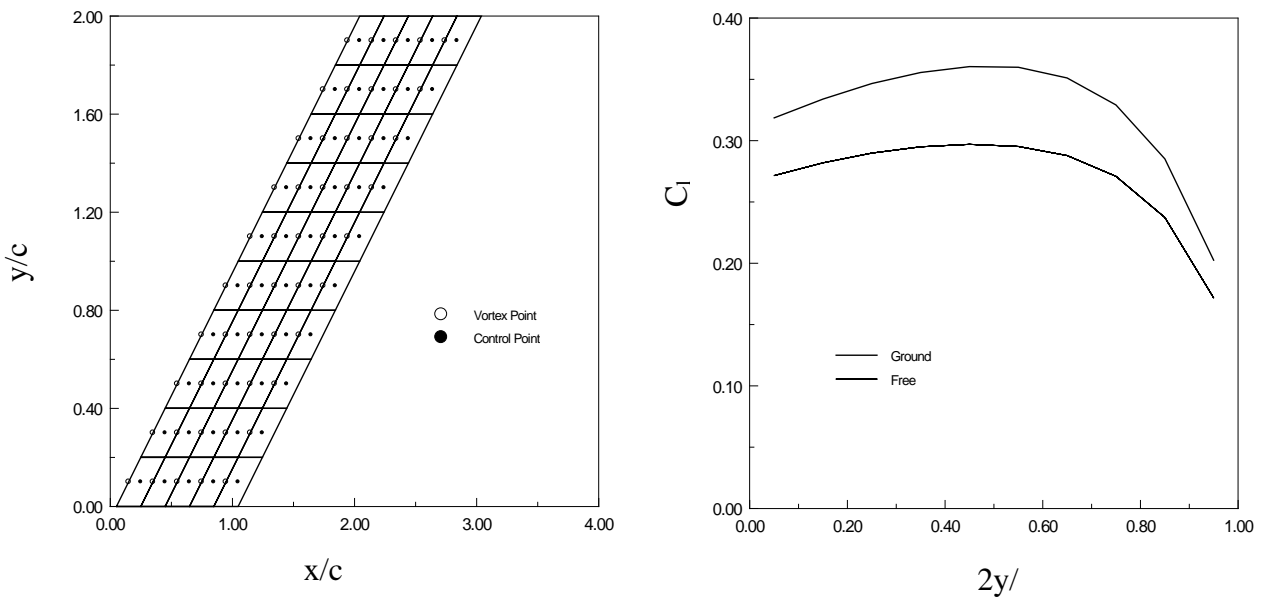 2.00
1.60
1.20
0.80
0.40
0.00
y/c
0.00 1.00 2.00 3.00 4.00
x/c
Vortex Point
Control Point
0.40
0.30
0.20
0.10
0.00
Cl
0.00 0.20 0.40 0.60 0.80 1.00
2y/
Ground
Free